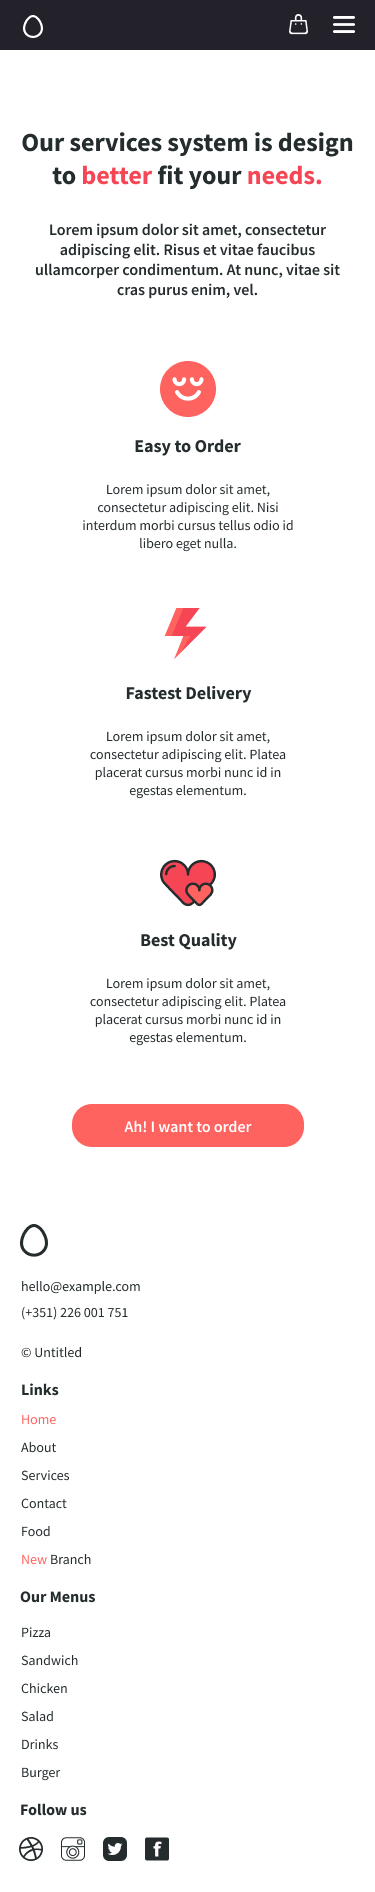 Our services system is design
to better fit your needs.
Lorem ipsum dolor sit amet, consectetur
adipiscing elit. Risus et vitae faucibus
ullamcorper condimentum. At nunc, vitae sit
cras purus enim, vel.
Easy to Order
Lorem ipsum dolor sit amet,
consectetur adipiscing elit. Nisi
interdum morbi cursus tellus odio id
libero eget nulla.
Fastest Delivery
Lorem ipsum dolor sit amet,
consectetur adipiscing elit. Platea
placerat cursus morbi nunc id in
egestas elementum.
Best Quality
Lorem ipsum dolor sit amet,
consectetur adipiscing elit. Platea
placerat cursus morbi nunc id in
egestas elementum.
Ah! I want to order
hello@example.com
(+351) 226 001 751
© Untitled
Links
Home
About
Services
Contact
Food
New Branch
Our Menus
Pizza
Sandwich
Chicken
Salad
Drinks
Burger
Follow us